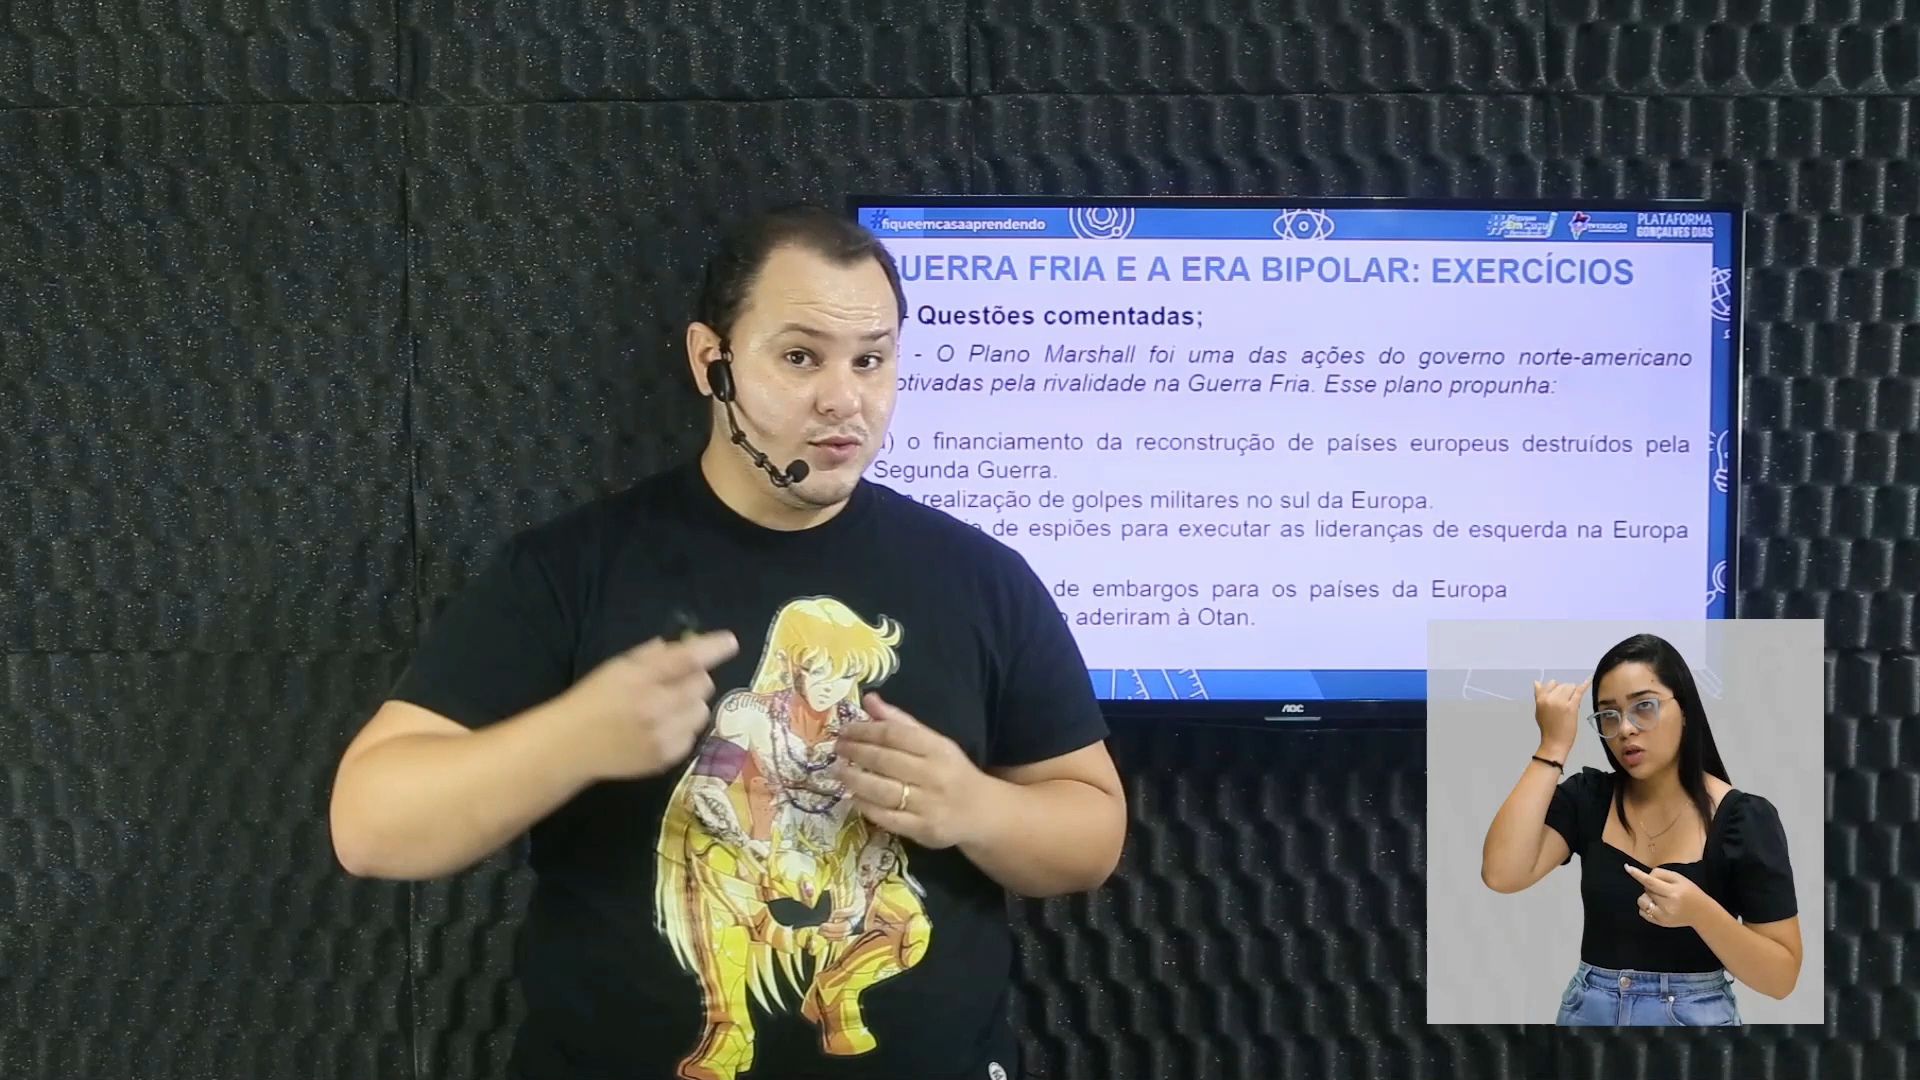 #fiqueemcasaaprendendo
PLATAFORMA
GONÇALVES DIAS
UERRA FRIA E A ERA BIPOLAR: EXERCÍCIOS
- Questões comentadas;
- O Plano Marshall foi uma das ações do governo norte-americano
otivadas pela rivalidade na Guerra Fria. Esse plano propunha:
) o financiamento da reconstrução de países europeus destruídos pela
Segunda Guerra.
realização de golpes militares no sul da Europa.
de espiões para executar as lideranças de esquerda na Europa
de embargos para os países da Europa
aderiram à Otan.
AOC